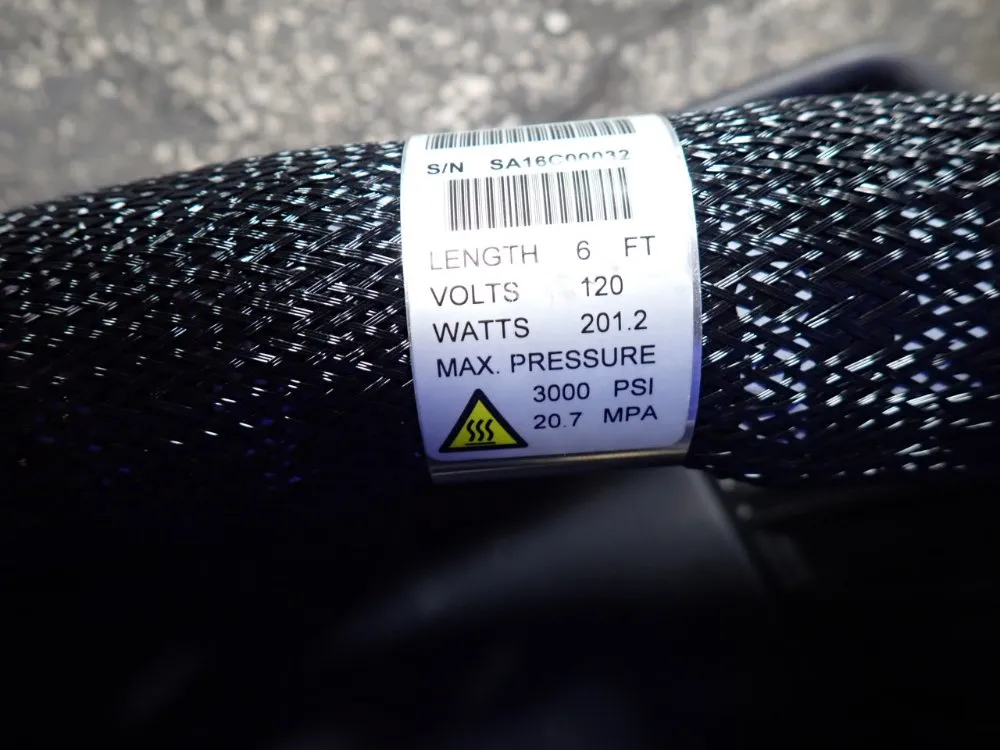 S/N SA16C00032
LENGTH 6 FT
VOLTS 120
WATTS 201.2
MAX. PRESSURE
3000 PSI
20.7 MPA